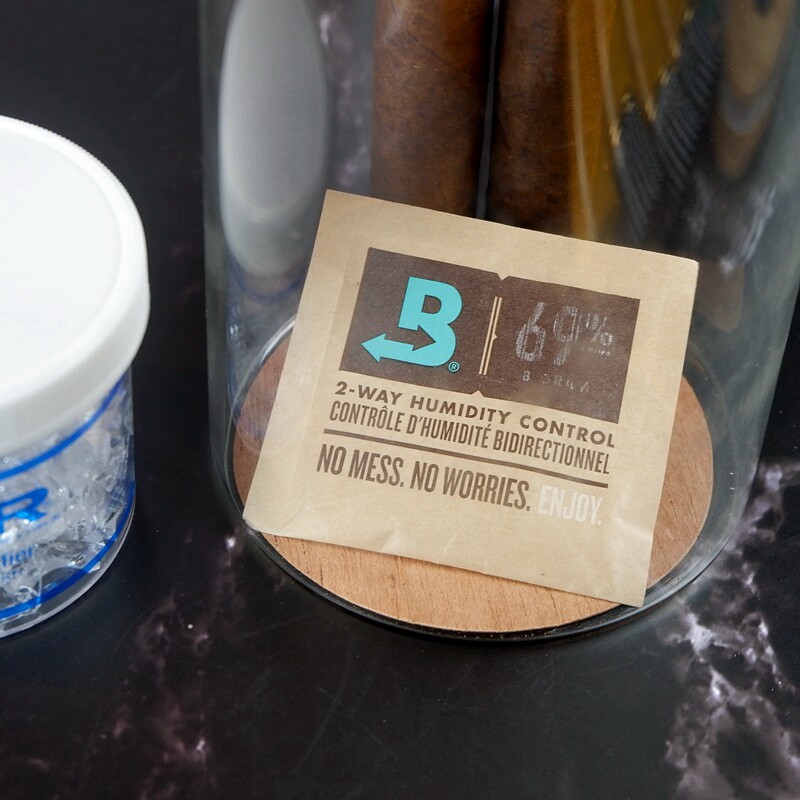 B®
69%
8 GRAM
2-WAY HUMIDITY CONTROL
CONTRÔLE D'HUMIDITÉ BIDIRECTIONNEL
NO MESS. NO WORRIES. ENJOY.
R